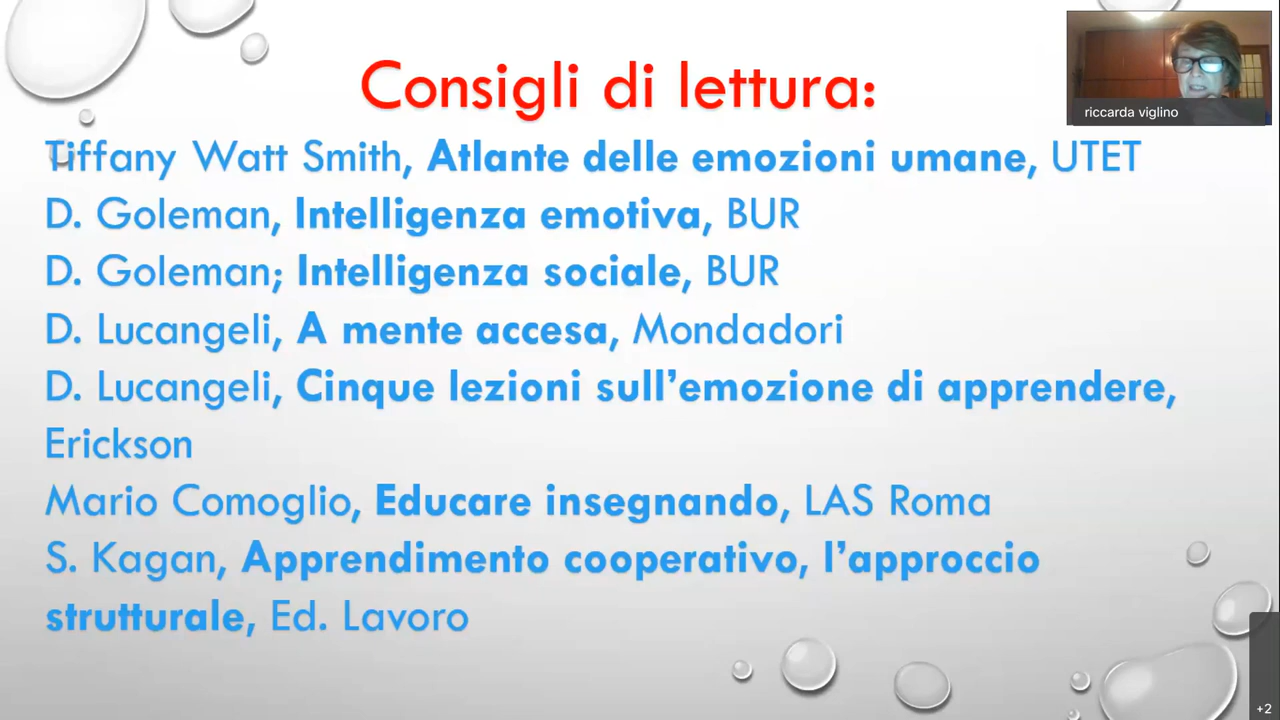 Consigli di lettura:
riccarda viglino
Tiffany Watt Smith, Atlante delle emozioni umane, UTET
D. Goleman, Intelligenza emotiva, BUR
D. Goleman; Intelligenza sociale, BUR
D. Lucangeli, A mente accesa, Mondadori
D. Lucangeli, Cinque lezioni sull’emozione di apprendere,
Erickson
Mario Comoglio, Educare insegnando, LAS Roma
S. Kagan, Apprendimento cooperativo, l’approccio
strutturale, Ed. Lavoro
+2